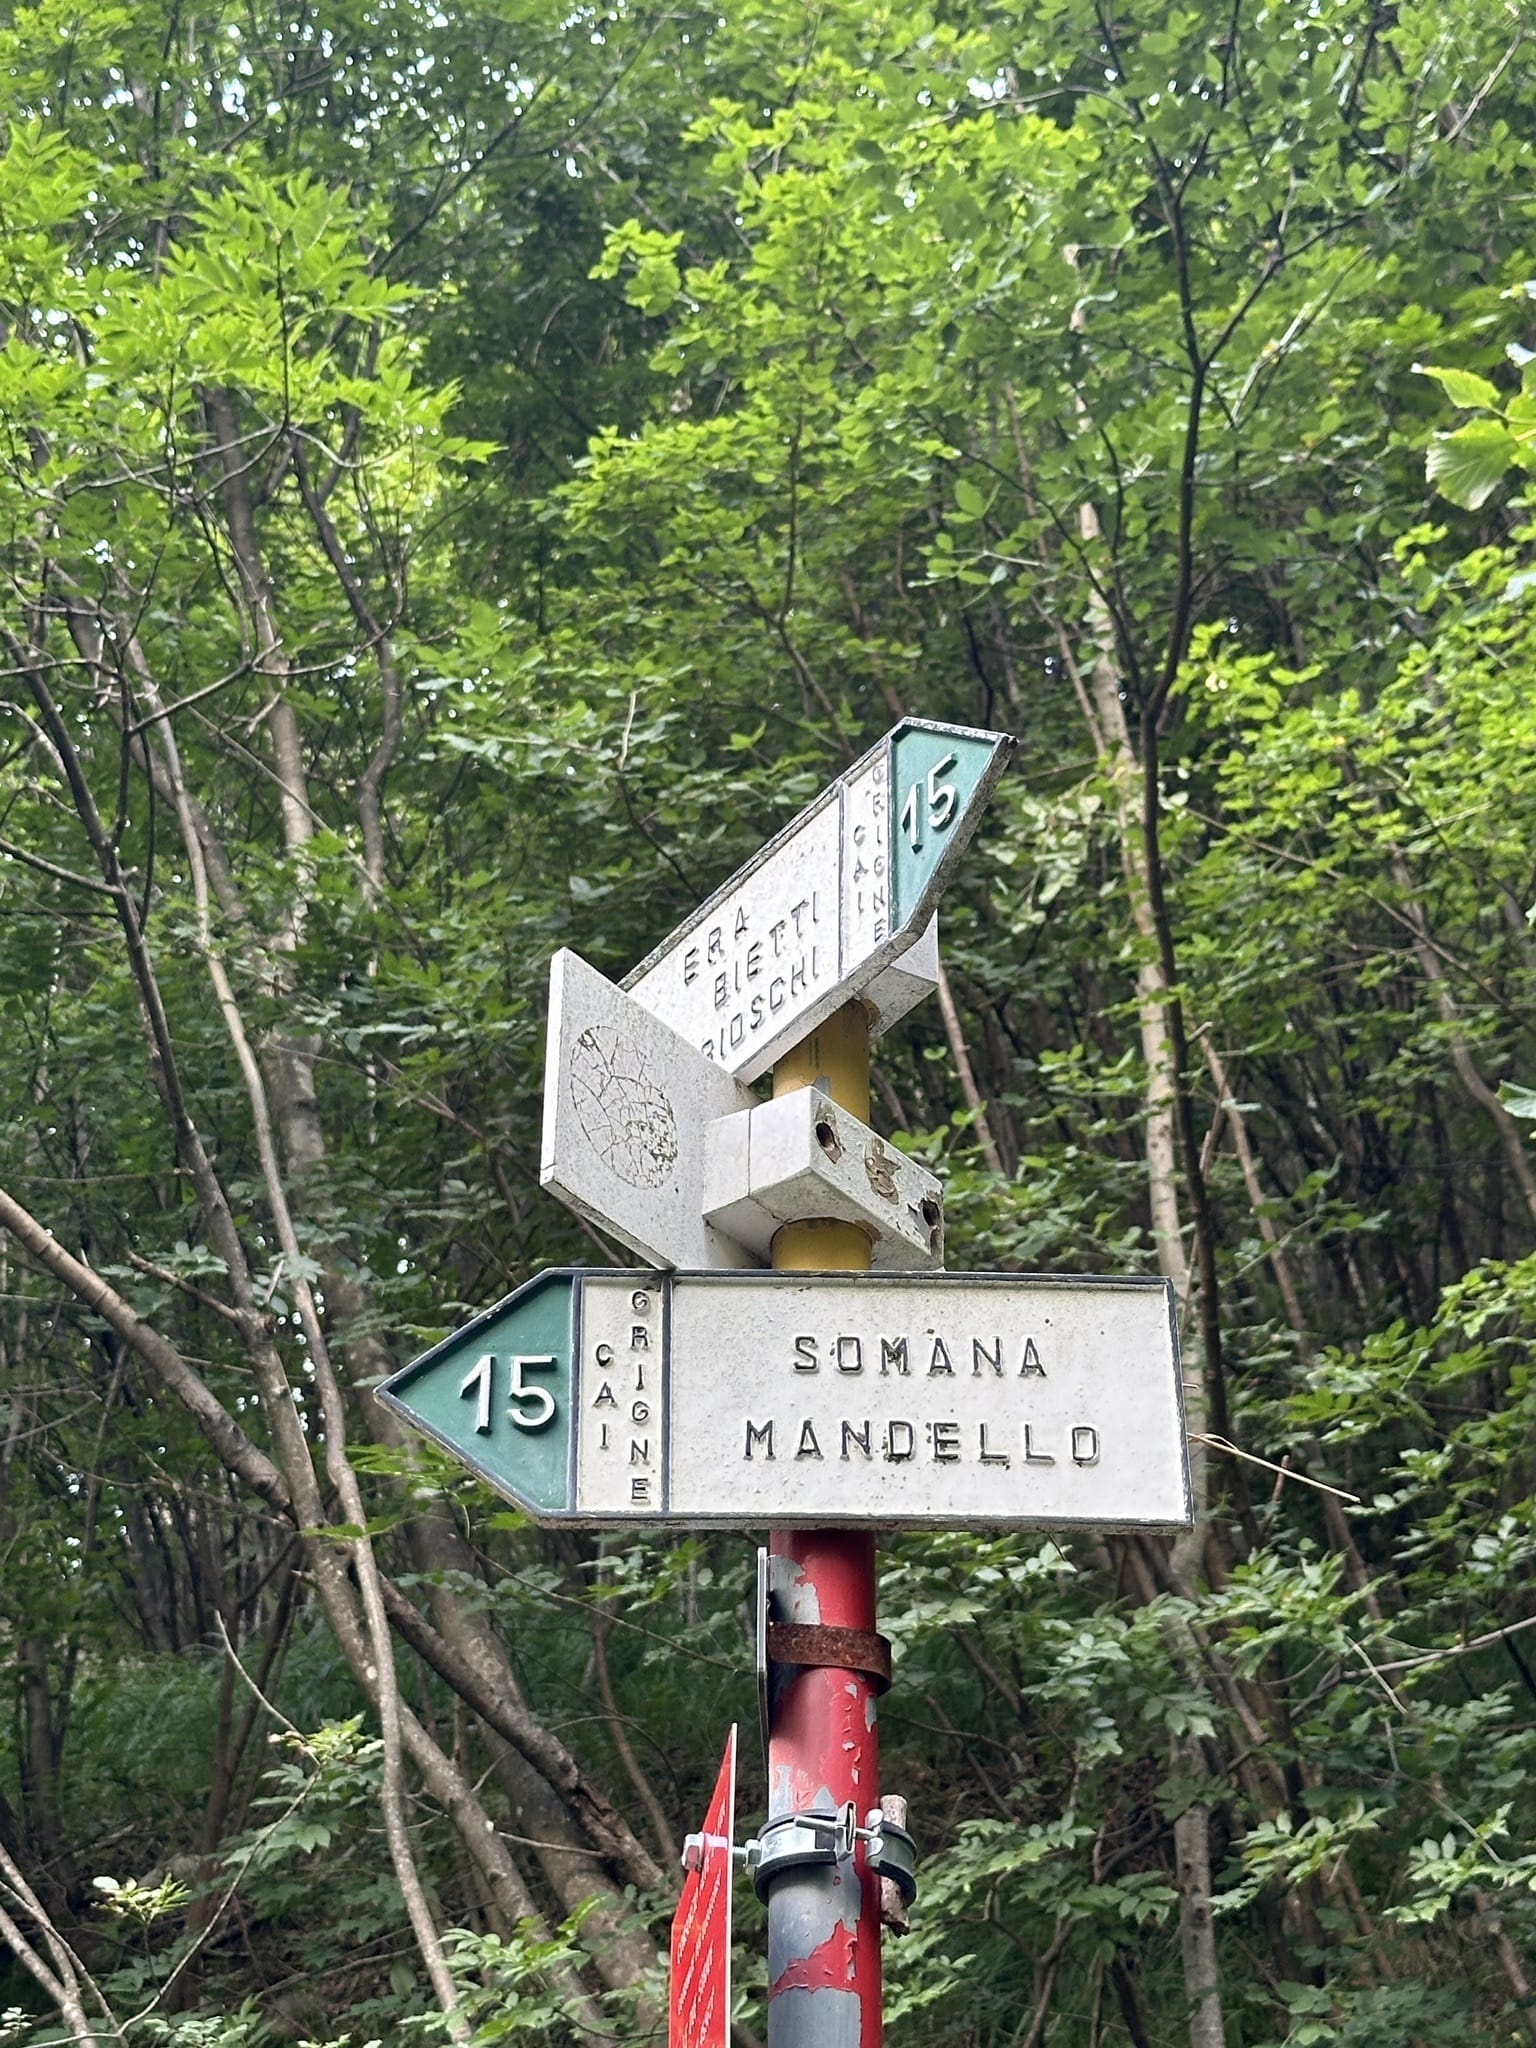 15
CAI
GRIGNE
ERA
BIETTI
15
CAI
GRIGNE
SOMANA
MANDELLO